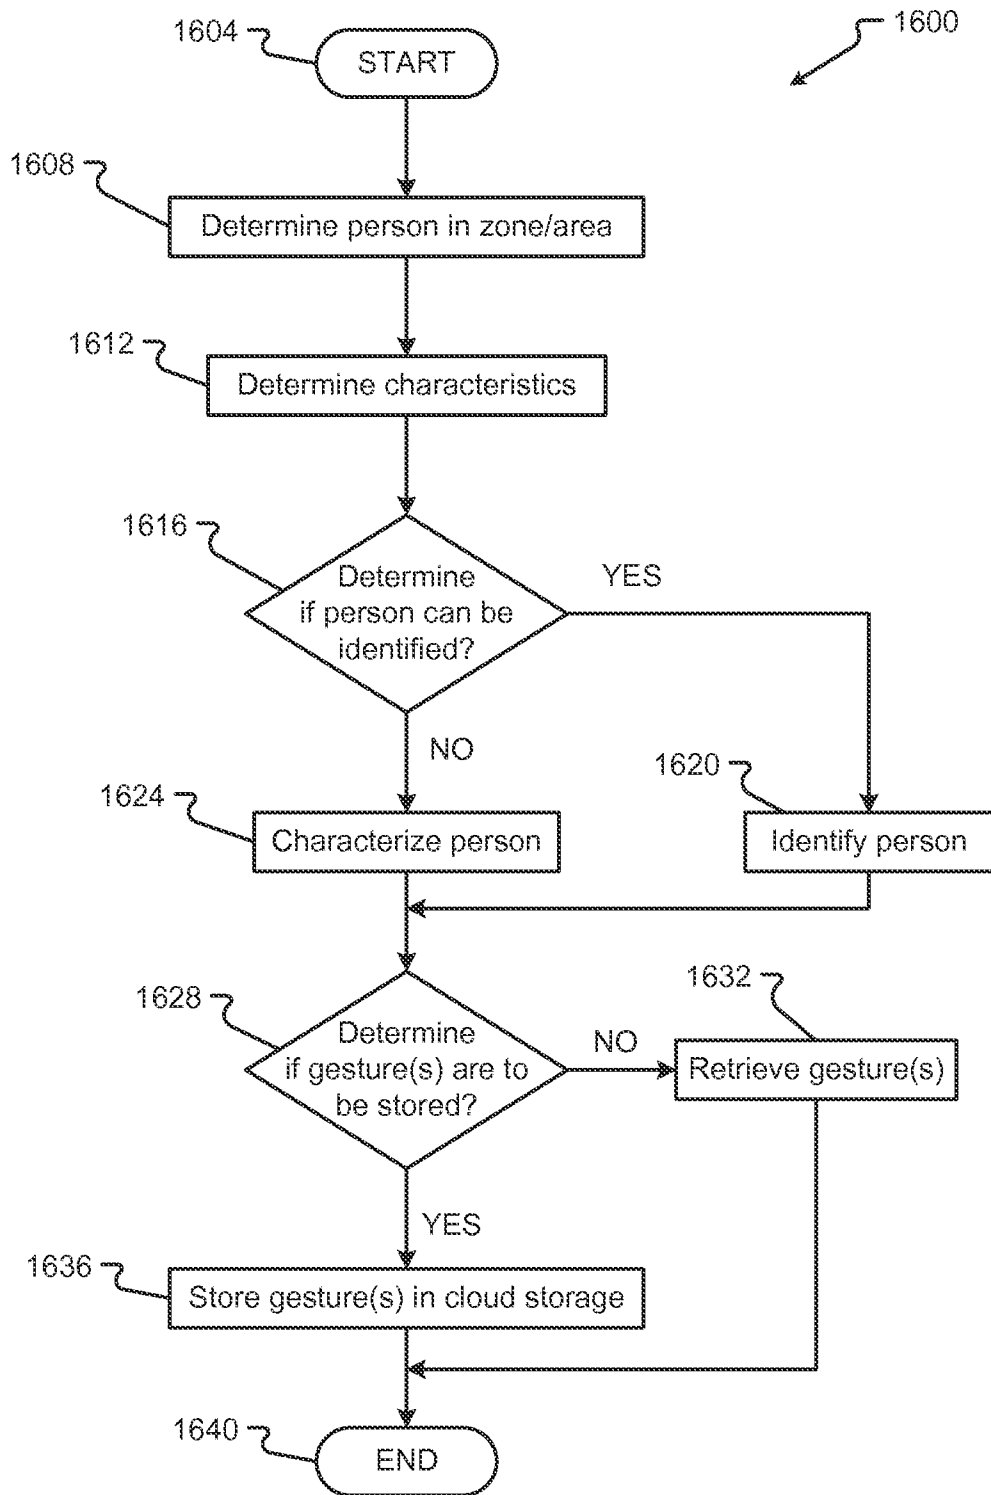 1600
1604
START
1608
Determine person in zone/area
1612
Determine characteristics
1616
Determine
if person can be
identified?
YES
NO
1620
1624
Characterize person
Identify person
1628
Determine
if gesture(s) are to
be stored?
NO
1632
Retrieve gesture(s)
YES
1636
Store gesture(s) in cloud storage
1640
END